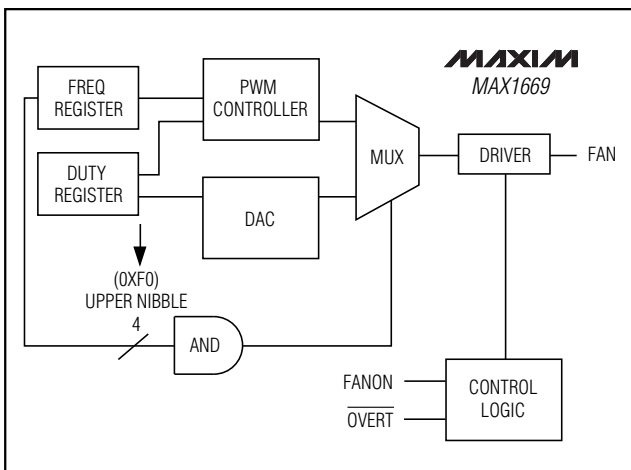 FREQ
REGISTER
PWM
CONTROLLER
MAXIM
MAX1669
MUX
DRIVER
FAN
DUTY
REGISTER
DAC
(0XF0)
UPPER NIBBLE
4
AND
FANON
OVERT
CONTROL
LOGIC